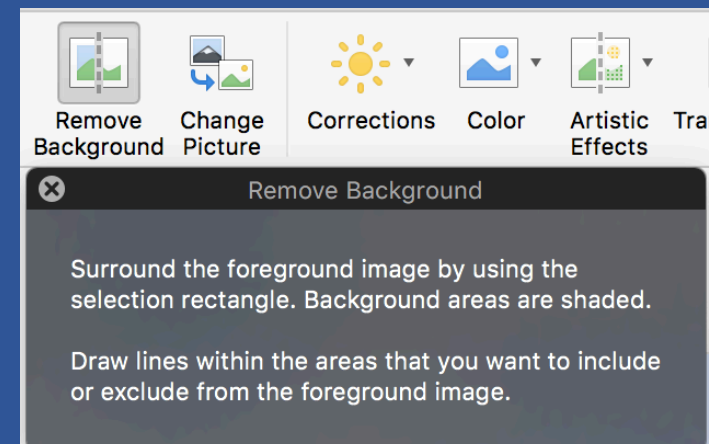 Remove Background
Change Picture
Corrections
Color
Artistic Effects
Tra
Remove Background
Surround the foreground image by using the
selection rectangle. Background areas are shaded.
Draw lines within the areas that you want to include
or exclude from the foreground image.